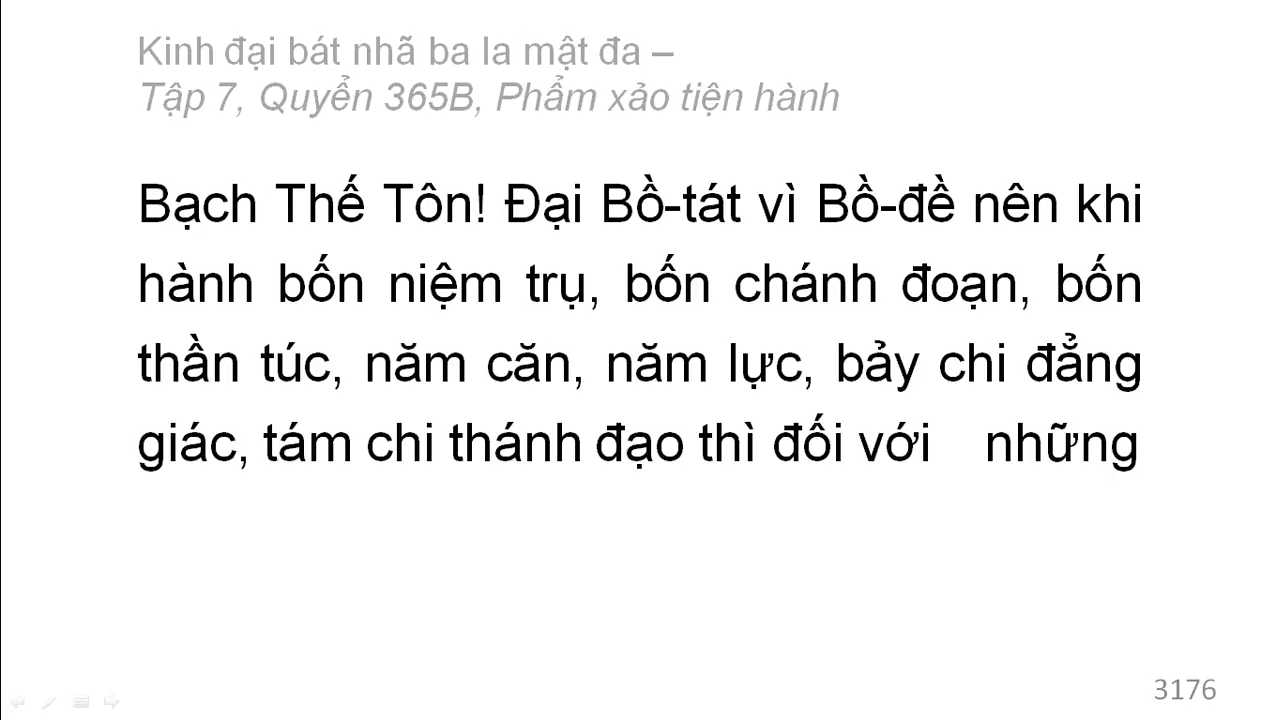 Kinh đại bát nhã ba la mật đa –
Tập 7, Quyển 365B, Phẩm xảo tiện hành
Bạch Thế Tôn! Đại Bồ-tát vì Bồ-đề nên khi
hành bốn niệm trụ, bốn chánh đoạn, bốn
thần túc, năm căn, năm lực, bảy chi đẳng
giác, tám chi thánh đạo thì đối với những
3176